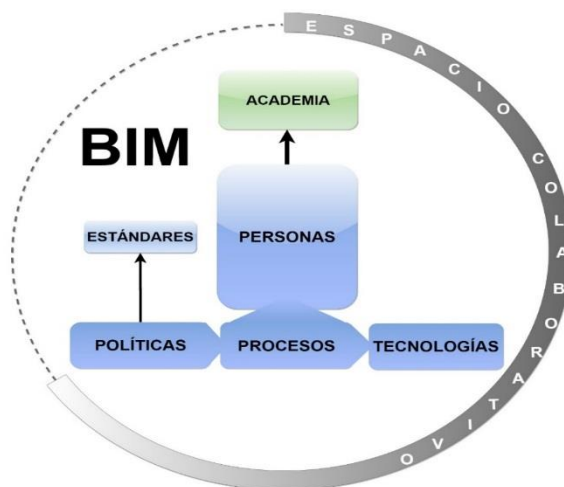 ESPACIO COLABORATIVO
ACADEMIA
BIM
PERSONAS
ESTÁNDARES
POLÍTICAS
PROCESOS
TECNOLOGÍAS